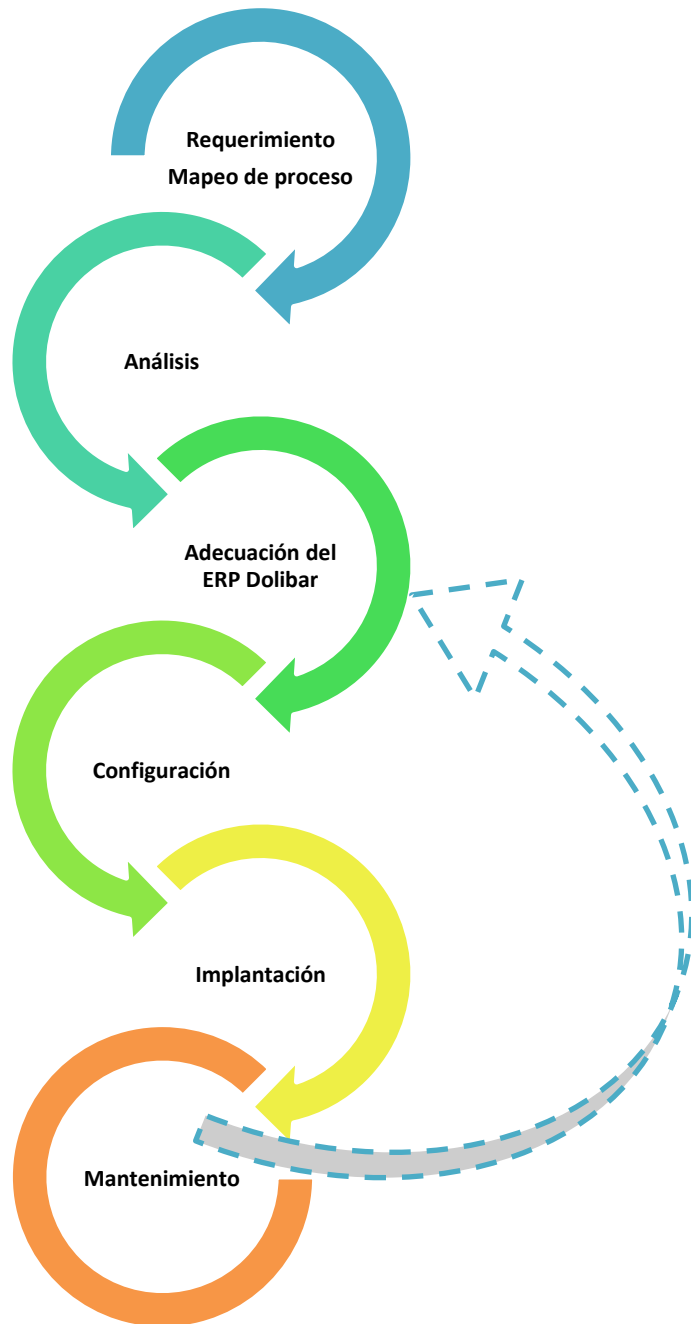 Requerimiento
Mapeo de proceso
Análisis
Adecuación del
ERP Dolibar
Configuración
Implantación
Mantenimiento